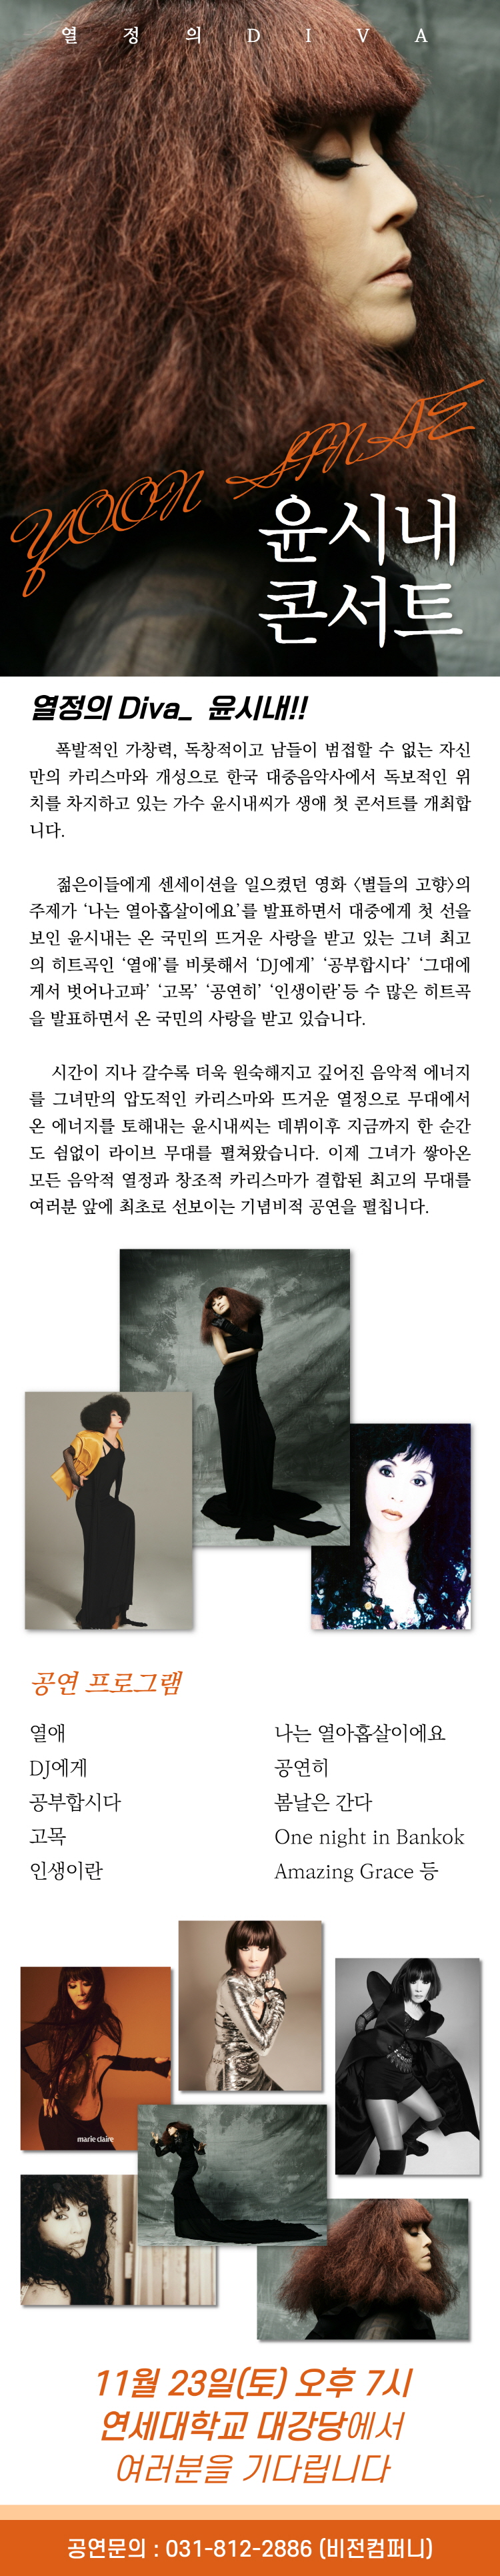 열 정 의 D I V A
YOON SINAE
윤시내
콘서트
열정의 Diva_ 윤시내!!
폭발적인 가창력, 독창적이고 남들이 범접할 수 없는 자신
만의 카리스마와 개성으로 한국 대중음악사에서 독보적인 위
치를 차지하고 있는 가수 윤시내씨가 생애 첫 콘서트를 개최합
니다.
젊은이들에게 센세이션을 일으켰던 영화 <별들의 고향>의
주제가 ‘나는 열아홉살이에요’를 발표하면서 대중에게 첫 선을
보인 윤시내는 온 국민의 뜨거운 사랑을 받고 있는 그녀 최고
의 히트곡인 ‘열애’를 비롯해서 ‘DJ에게’ ‘공부합시다’ ‘그대에
게서 벗어나고파’ ‘고목’ ‘공연히’ ‘인생이란’등 수 많은 히트곡
을 발표하면서 온 국민의 사랑을 받고 있습니다.
시간이 지나 갈수록 더욱 원숙해지고 깊어진 음악적 에너지
를 그녀만의 압도적인 카리스마와 뜨거운 열정으로 무대에서
온 에너지를 토해내는 윤시내씨는 데뷔이후 지금까지 한 순간
도 쉼없이 라이브 무대를 펼쳐왔습니다. 이제 그녀가 쌓아온
모든 음악적 열정과 창조적 카리스마가 결합된 최고의 무대를
여러분 앞에 최초로 선보이는 기념비적 공연을 펼칩니다.
공연 프로그램
열애
DJ에게
공부합시다
고목
인생이란
나는 열아홉살이에요
공연히
봄날은 간다
One night in Bankok
Amazing Grace 등
marie claire
11월 23일(토) 오후 7시
연세대학교 대강당에서
여러분을 기다립니다
공연문의 : 031-812-2886 (비전컴퍼니)